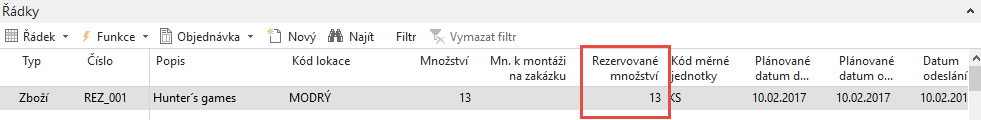 Řádky
Řádek Funkce Objednávka Nový Najít Filtr Vymazat filtr
Typ Číslo Popis Kód lokace Množství Mn. k montáži na zakázku Rezervované množství Kód měrné jednotky Plánované datum d... Plánované datum o... Datum odeslání
Zboží REZ_001 Hunter´s games MODRÝ 13 13 KS 10.02.2017 10.02.2017 10.02.201